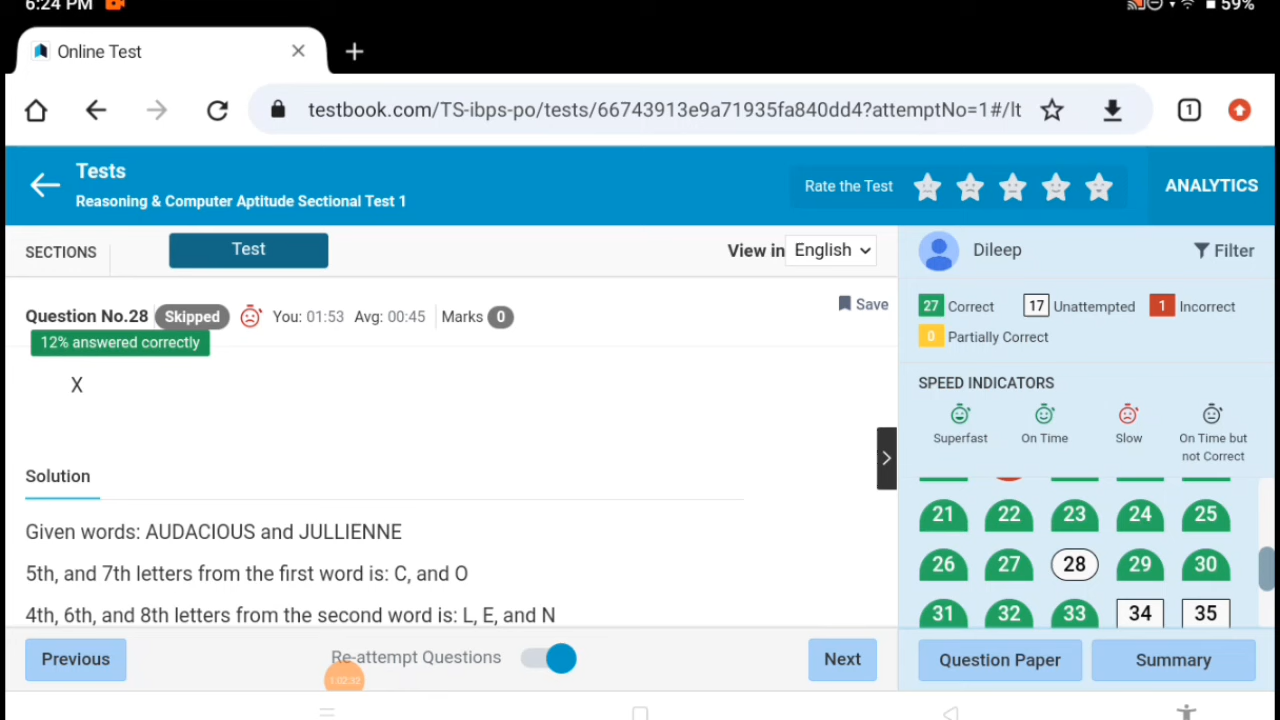 6:24 PM
59%
Online Test
testbook.com/TS-ibps-po/tests/66743913e9a71935fa840dd4?attemptNo=1#/lt
1
Tests
Reasoning & Computer Aptitude Sectional Test 1
Rate the Test
ANALYTICS
SECTIONS
Test
View in English
Dileep
Filter
Question No.28 Skipped You: 01:53 Avg: 00:45 Marks 0
Save
12% answered correctly
27 Correct 17 Unattempted 1 Incorrect
0 Partially Correct
X
SPEED INDICATORS
Superfast On Time Slow On Time but not Correct
Solution
Given words: AUDACIOUS and JULLIENNE
5th, and 7th letters from the first word is: C, and O
4th, 6th, and 8th letters from the second word is: L, E, and N
21 22 23 24 25
26 27 28 29 30
31 32 33 34 35
Previous
Re-attempt Questions
1:02:32
Next
Question Paper
Summary